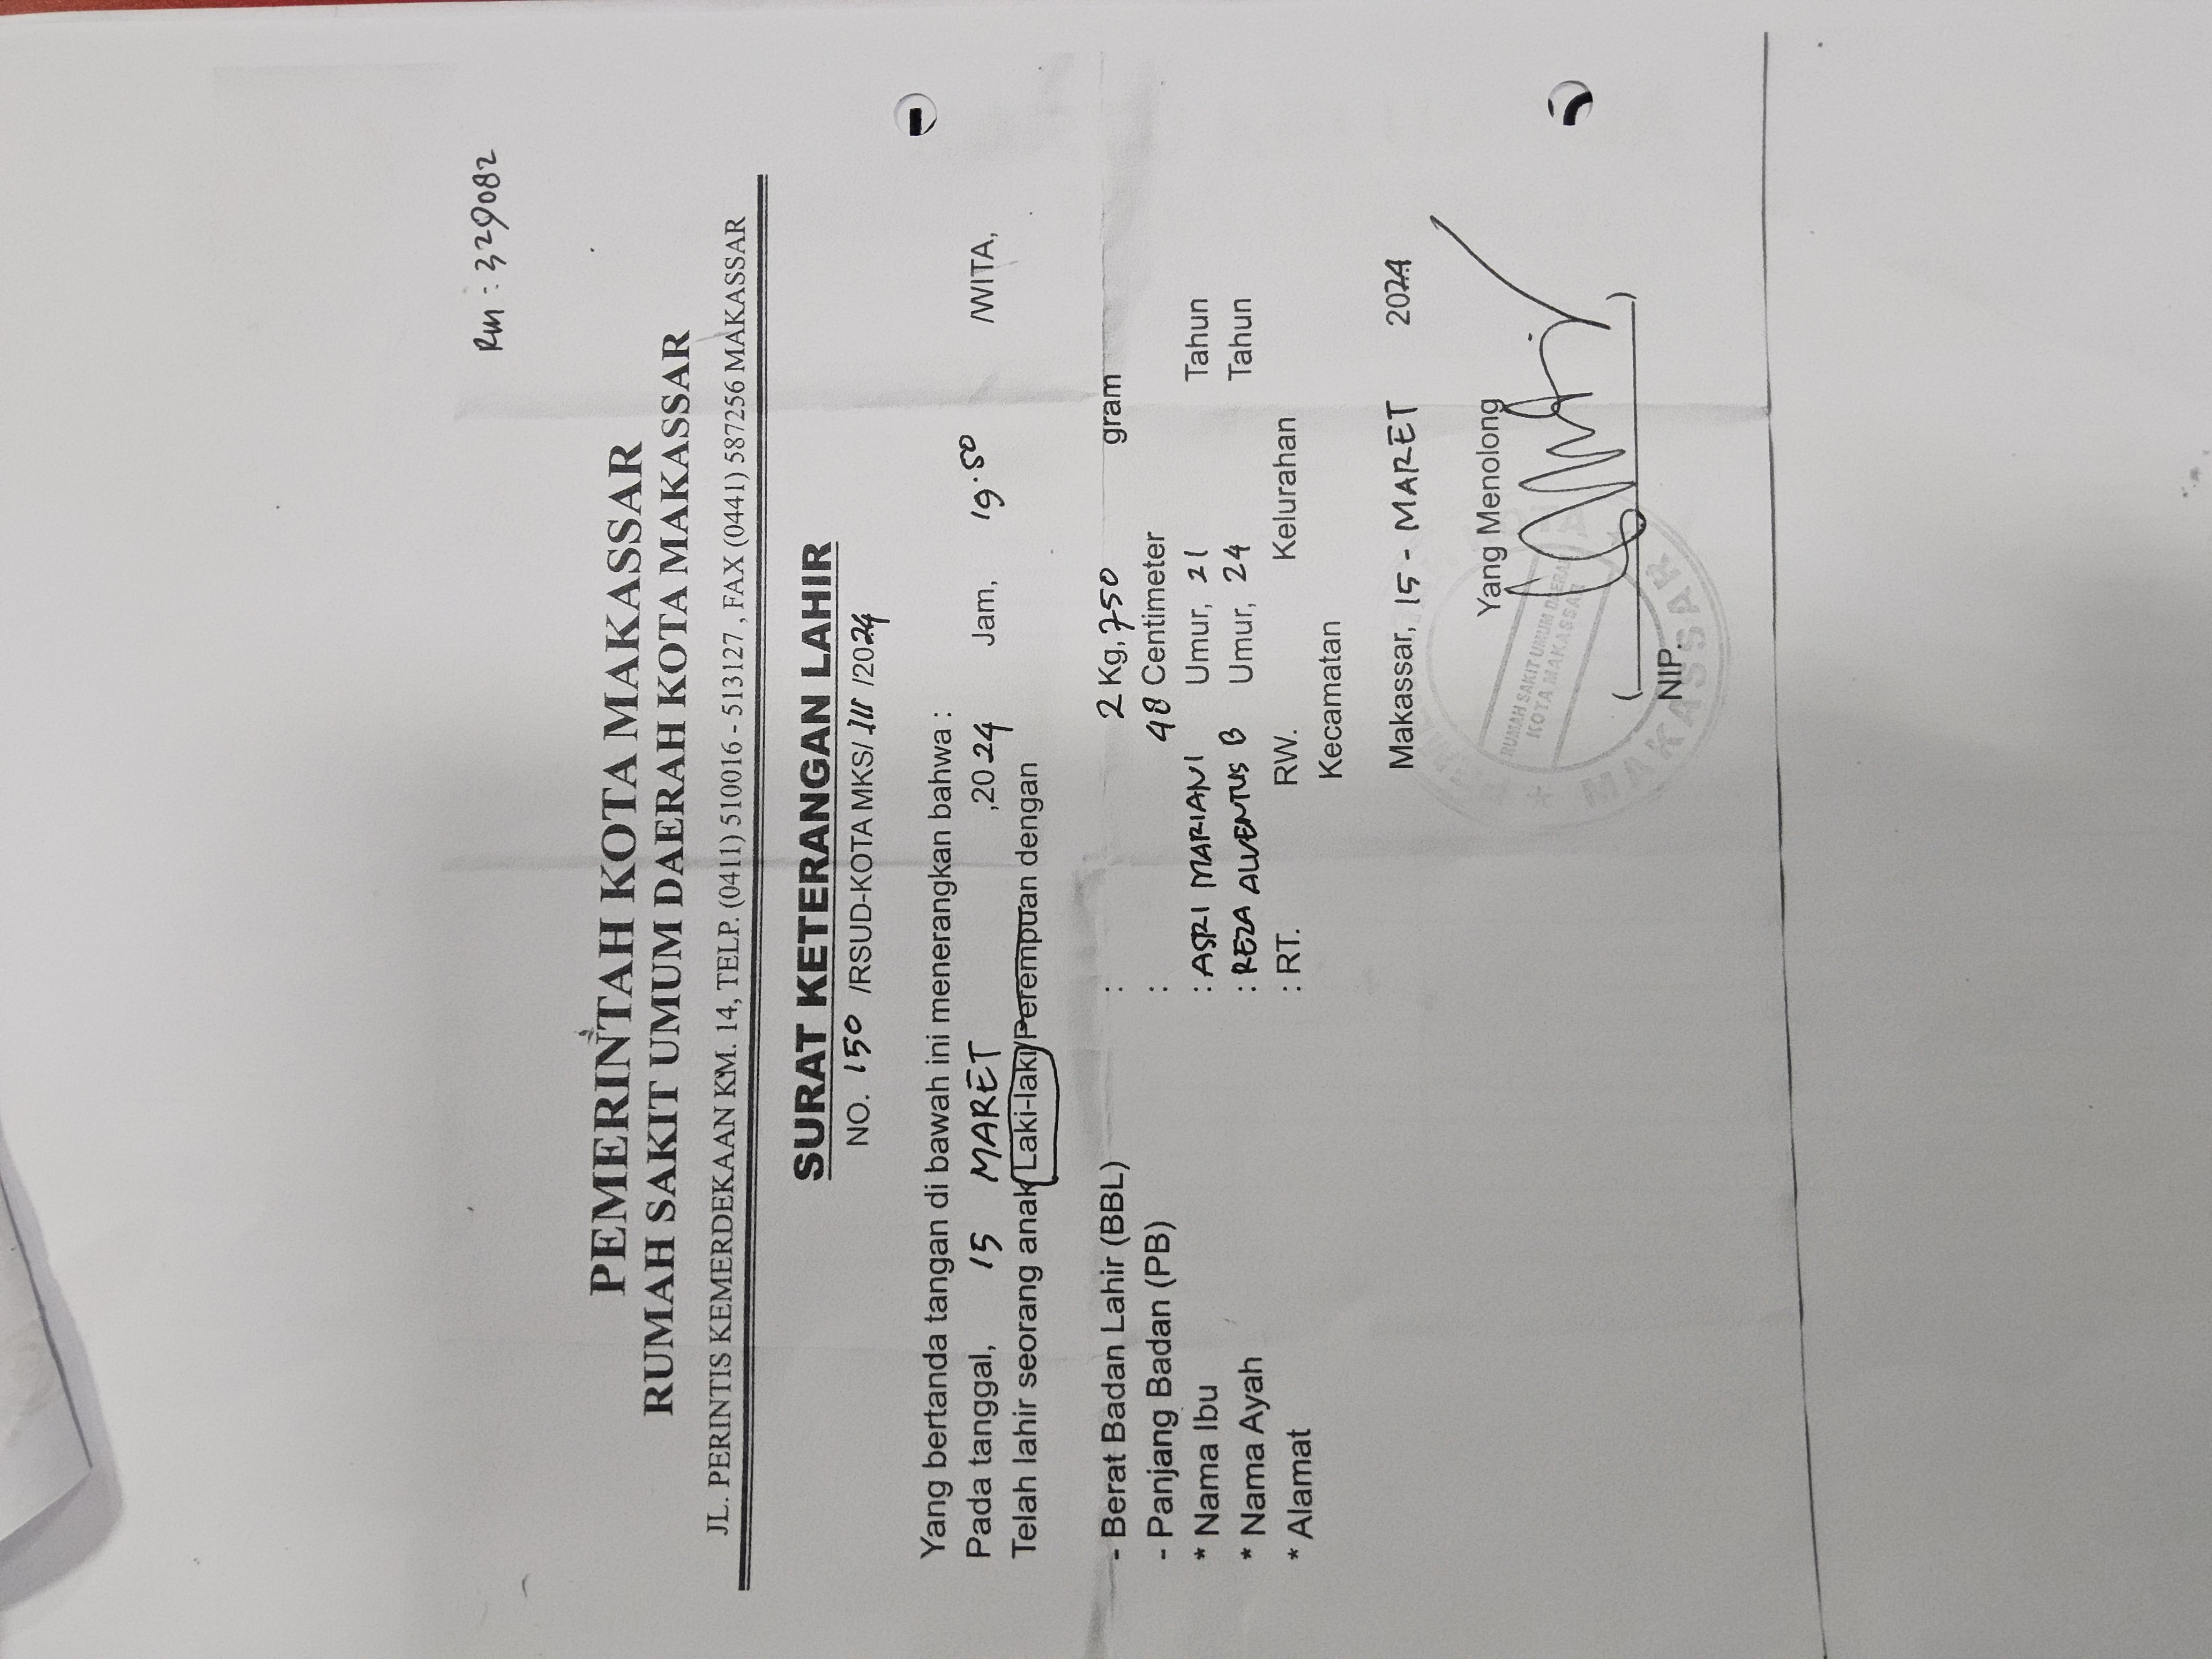 Rm : 329082
PEMERINTAH KOTA MAKASSAR
RUMAH SAKIT UMUM DAERAH KOTA MAKASSAR
JL. PERINTIS KEMERDEKAAN KM. 14, TELP. (0411) 510016 - 513127 , FAX (0441) 587256 MAKASSAR
SURAT KETERANGAN LAHIR
NO. 150 /RSUD-KOTA MKS/ III /2024
Yang bertanda tangan di bawah ini menerangkan bahwa :
Pada tanggal, 15 MARET ,2024 Jam, 19.50 /WITA,
Telah lahir seorang anak Laki-laki/Perempuan dengan
- Berat Badan Lahir (BBL) : 2 Kg, 750 gram
- Panjang Badan (PB) : 48 Centimeter
* Nama Ibu : ASRI MARIANI Umur, 21 Tahun
* Nama Ayah : REZA ALVENTUS B Umur, 24 Tahun
* Alamat : RT. RW. Kelurahan
Kecamatan
Makassar, 15 - MARET 2024
Yang Menolong
RUMAH SAKIT UMUM DAERAH
KOTA MAKASSAR
MAKASSAR
( )
NIP.